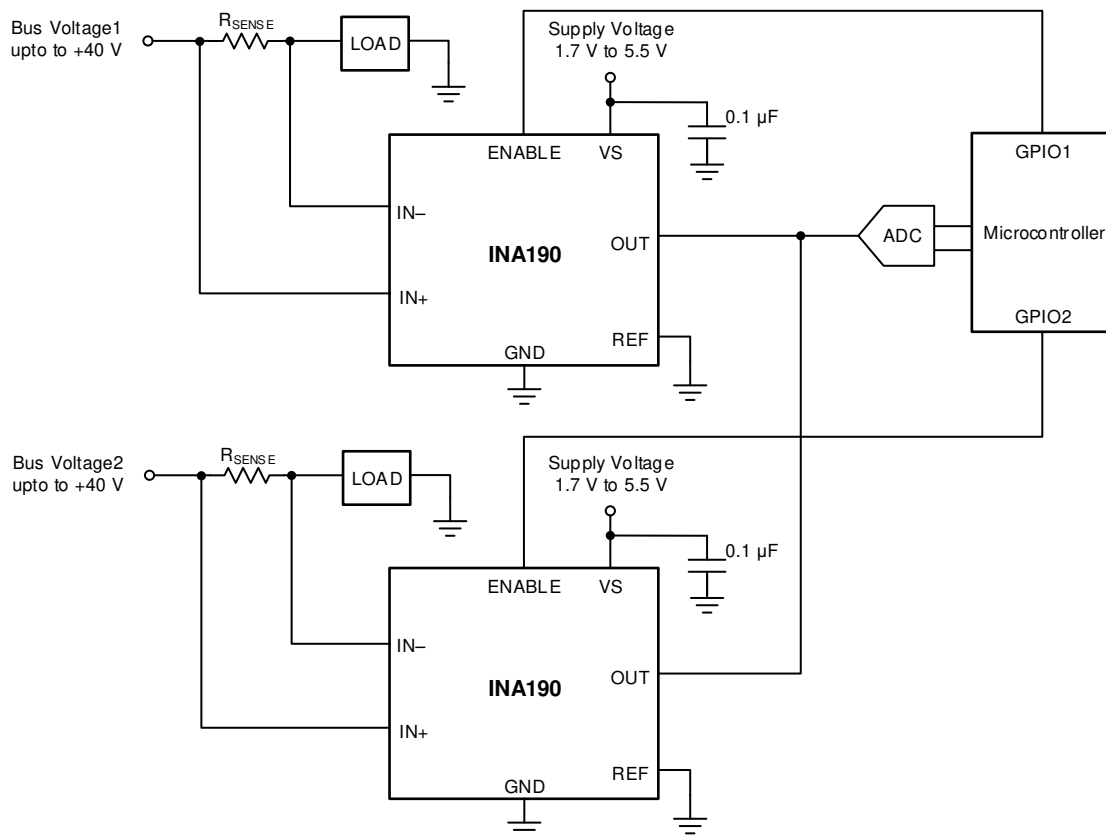 Bus Voltage1
upto to +40 V
RSENSE
LOAD
Supply Voltage
1.7 V to 5.5 V
0.1 µF
ENABLE
VS
GPIO1
IN–
OUT
INA190
ADC
Microcontroller
IN+
REF
GND
GPIO2
Bus Voltage2
upto to +40 V
RSENSE
LOAD
Supply Voltage
1.7 V to 5.5 V
0.1 µF
ENABLE
VS
IN–
OUT
INA190
IN+
REF
GND